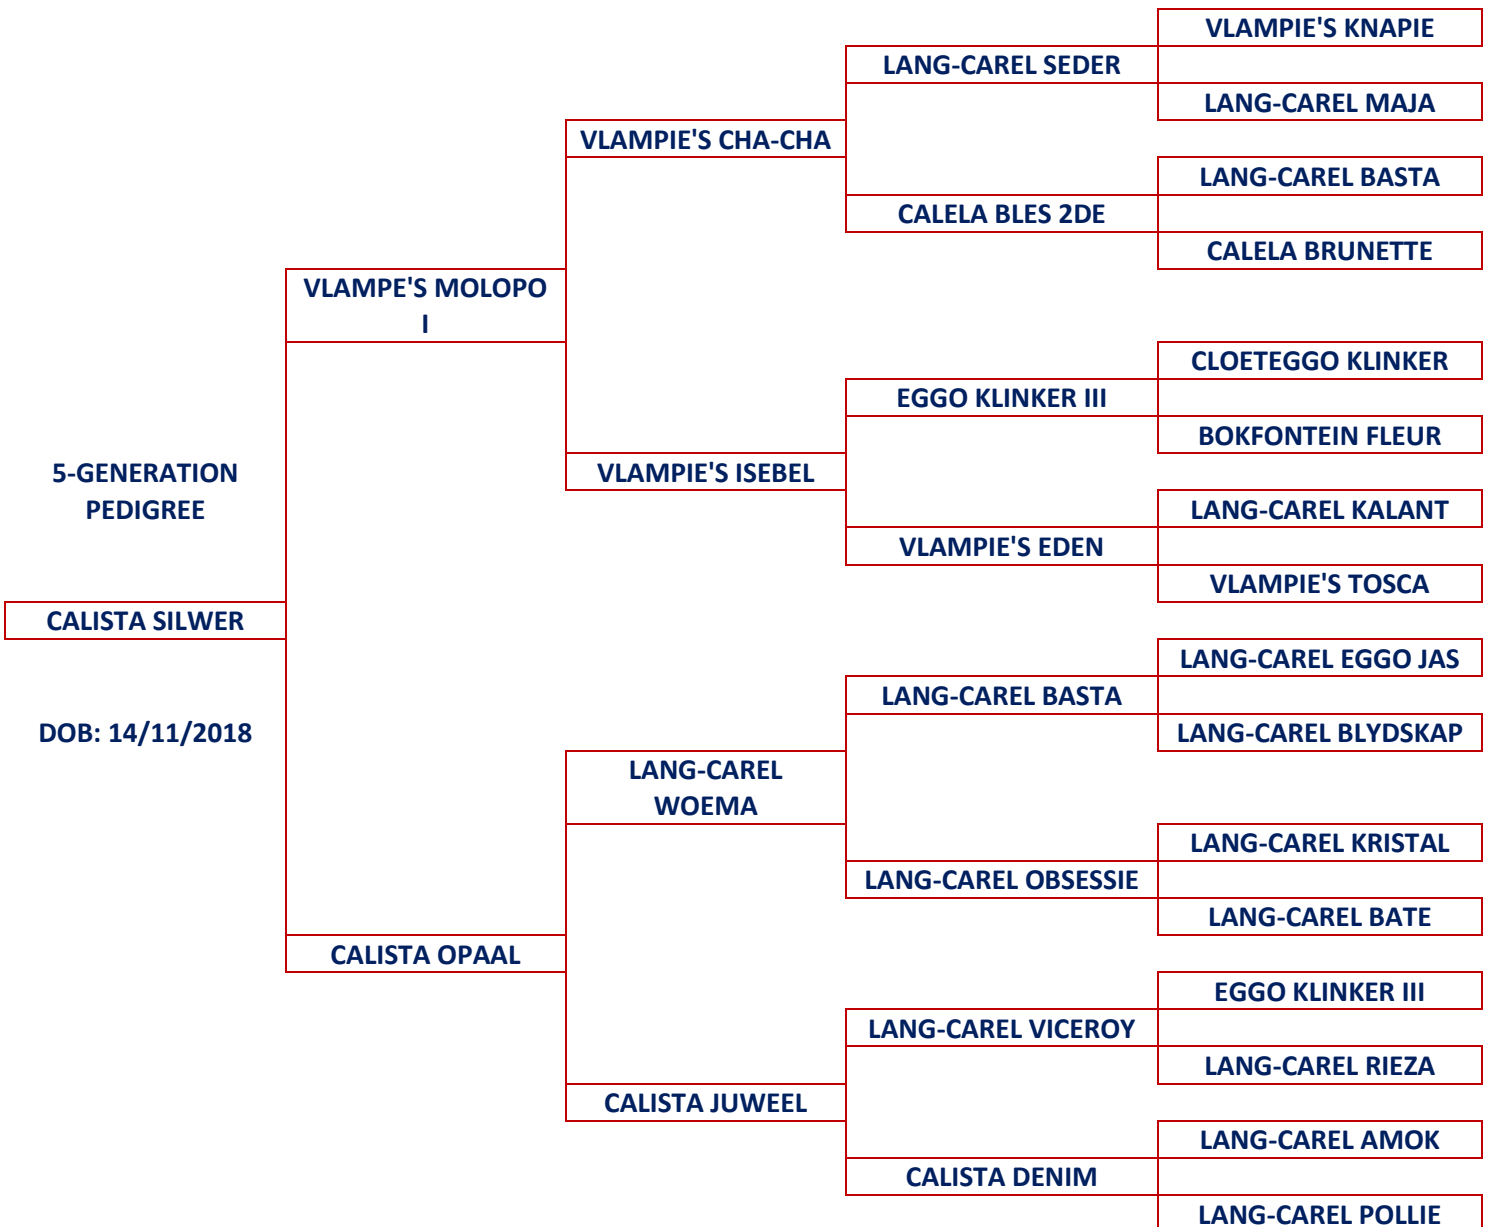 VLAMPIE'S KNAPIE
LANG-CAREL SEDER
LANG-CAREL MAJA
VLAMPIE'S CHA-CHA
LANG-CAREL BASTA
CALELA BLES 2DE
CALELA BRUNETTE
VLAMPE'S MOLOPO
I
CLOETEGGO KLINKER
EGGO KLINKER III
BOKFONTEIN FLEUR
5-GENERATION
PEDIGREE
VLAMPIE'S ISEBEL
LANG-CAREL KALANT
VLAMPIE'S EDEN
VLAMPIE'S TOSCA
CALISTA SILWER
LANG-CAREL EGGO JAS
LANG-CAREL BASTA
DOB: 14/11/2018
LANG-CAREL BLYDSKAP
LANG-CAREL
WOEMA
LANG-CAREL KRISTAL
LANG-CAREL OBSESSIE
LANG-CAREL BATE
CALISTA OPAAL
EGGO KLINKER III
LANG-CAREL VICEROY
LANG-CAREL RIEZA
CALISTA JUWEEL
LANG-CAREL AMOK
CALISTA DENIM
LANG-CAREL POLLIE